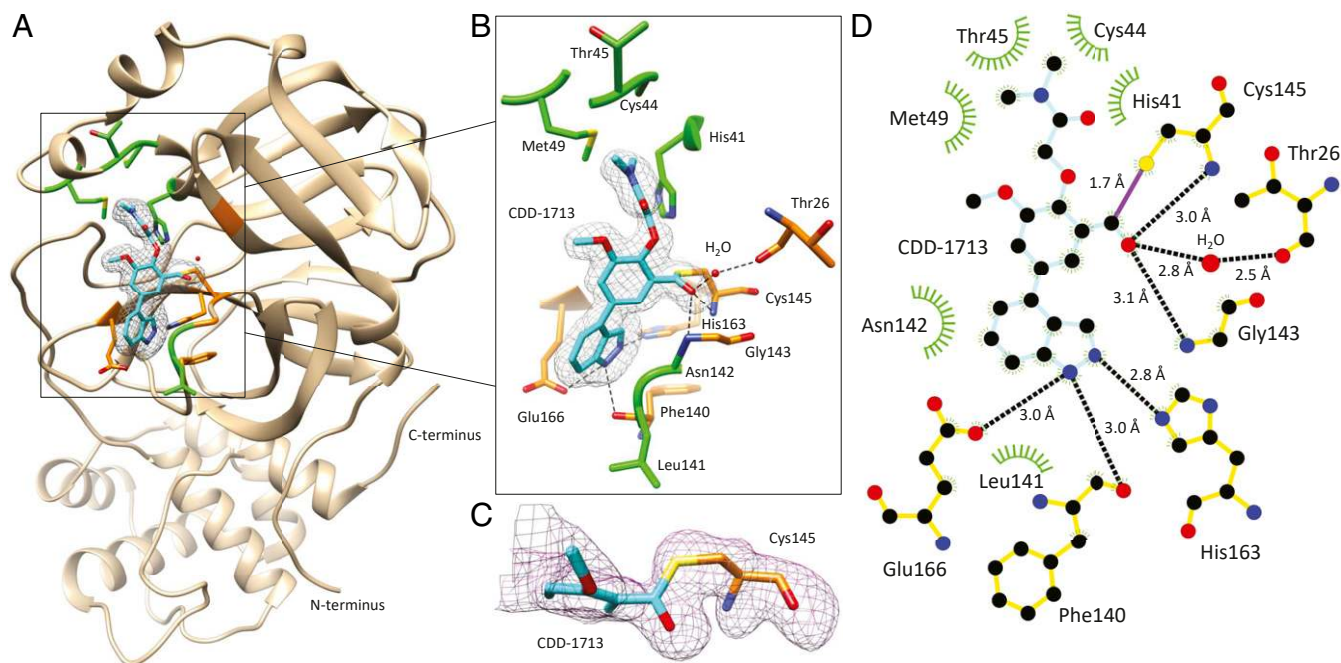 A
C-terminus
N-terminus
B
Thr45
Cys44
Met49
His41
CDD-1713
Thr26
H2O
Cys145
His163
Gly143
Asn142
Glu166
Phe140
Leu141
C
Cys145
CDD-1713
D
Thr45
Cys44
Cys145
His41
Met49
Thr26
1.7 Å
3.0 Å
CDD-1713
H2O
2.8 Å
2.5 Å
3.1 Å
Asn142
Gly143
2.8 Å
3.0 Å
3.0 Å
Leu141
His163
Glu166
Phe140